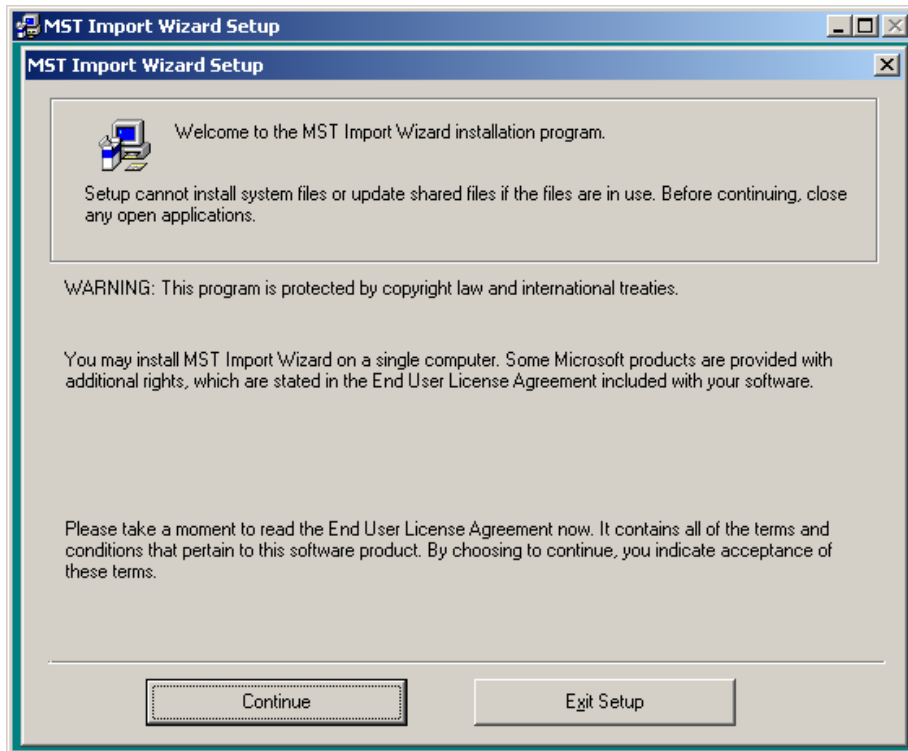 MST Import Wizard Setup
MST Import Wizard Setup
Welcome to the MST Import Wizard installation program.
Setup cannot install system files or update shared files if the files are in use. Before continuing, close
any open applications.
WARNING: This program is protected by copyright law and international treaties.
You may install MST Import Wizard on a single computer. Some Microsoft products are provided with
additional rights, which are stated in the End User License Agreement included with your software.
Please take a moment to read the End User License Agreement now. It contains all of the terms and
conditions that pertain to this software product. By choosing to continue, you indicate acceptance of
these terms.
Continue
Exit Setup